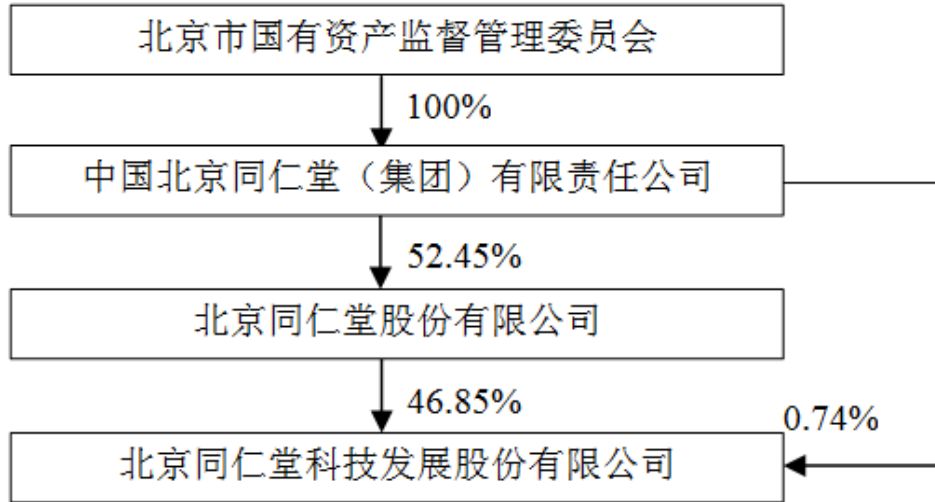 北京市国有资产监督管理委员会
100%
中国北京同仁堂（集团）有限责任公司
52.45%
北京同仁堂股份有限公司
46.85%
0.74%
北京同仁堂科技发展股份有限公司